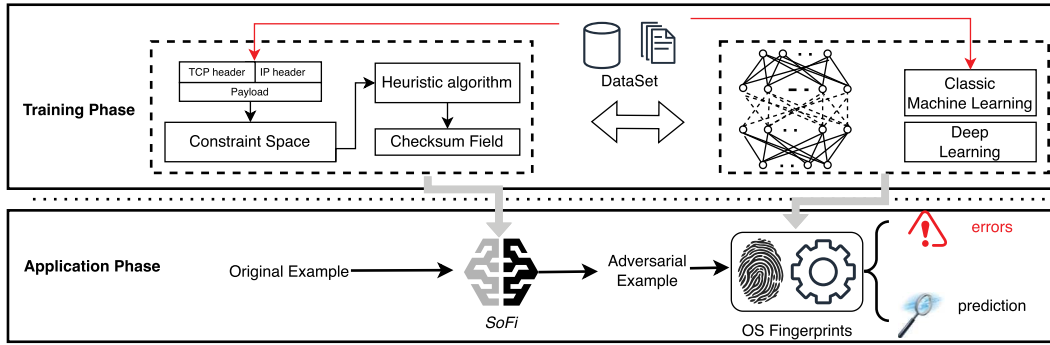 DataSet
TCP header
IP header
Payload
Heuristic algorithm
Classic
Machine Learning
Training Phase
Constraint Space
Checksum Field
Deep
Learning
Application Phase
Original Example
SoFi
Adversarial
Example
OS Fingerprints
errors
prediction